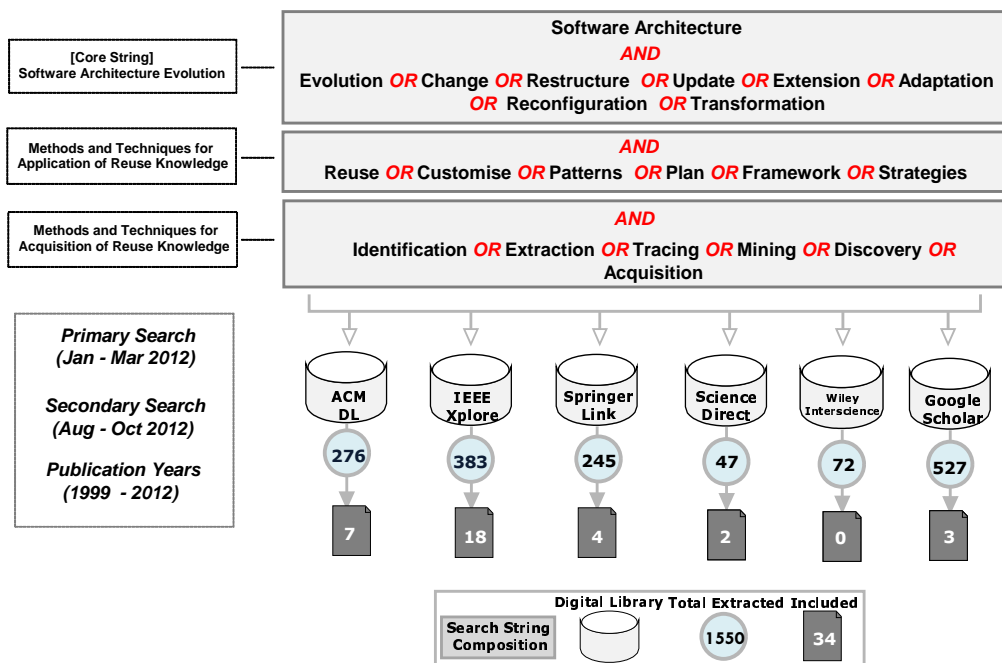 Software Architecture
AND
[Core String]
Software Architecture Evolution
Evolution OR Change OR Restructure OR Update OR Extension OR Adaptation
OR Reconfiguration OR Transformation
Methods and Techniques for
Application of Reuse Knowledge
AND
Reuse OR Customise OR Patterns OR Plan OR Framework OR Strategies
Methods and Techniques for
Acquisition of Reuse Knowledge
AND
Identification OR Extraction OR Tracing OR Mining OR Discovery OR
Acquisition
Primary Search
(Jan - Mar 2012)
Secondary Search
(Aug - Oct 2012)
Publication Years
(1999 - 2012)
ACM
DL
IEEE
Xplore
Springer
Link
Science
Direct
Wiley
Interscience
Google
Scholar
276
383
245
47
72
527
7
18
4
2
0
3
Digital Library Total Extracted Included
Search String
Composition
1550
34